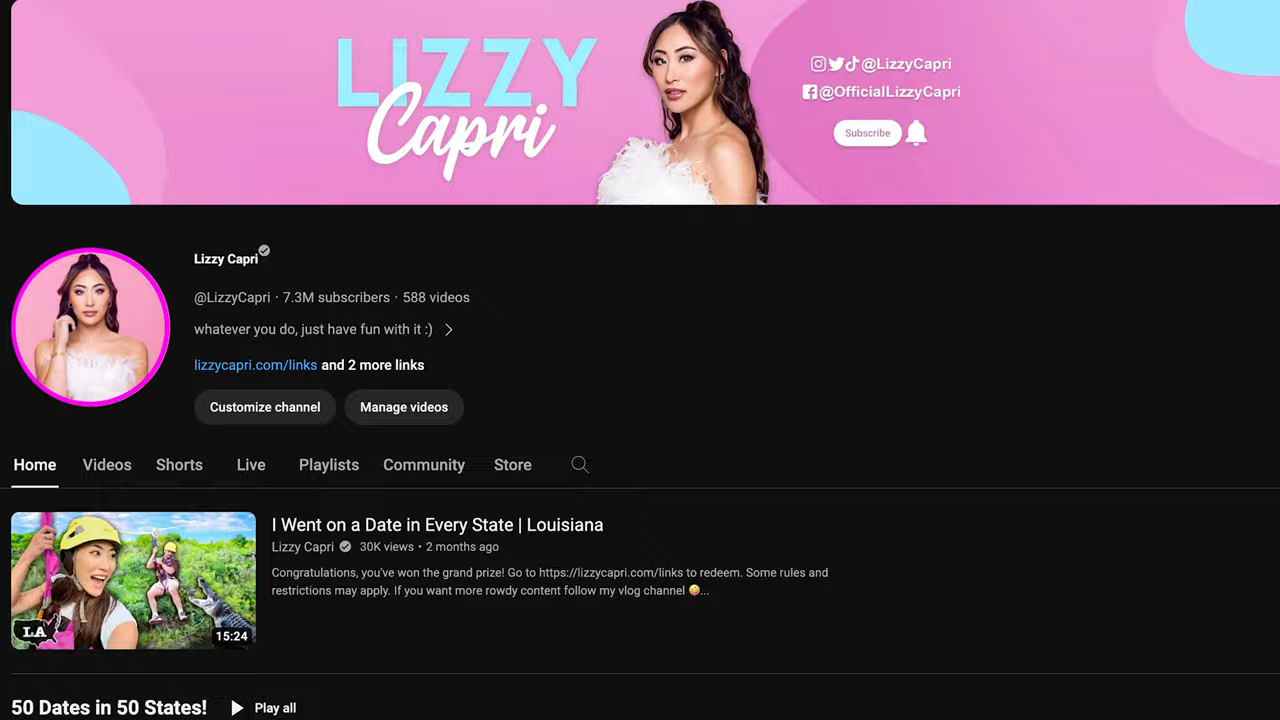 LIZZY
Capri
@LizzyCapri
@OfficialLizzyCapri
Subscribe
Lizzy Capri
@LizzyCapri · 7.3M subscribers · 588 videos
whatever you do, just have fun with it :)
lizzycapri.com/links and 2 more links
Customize channel Manage videos
Home Videos Shorts Live Playlists Community Store
I Went on a Date in Every State | Louisiana
Lizzy Capri 30K views • 2 months ago
Congratulations, you've won the grand prize! Go to https://lizzycapri.com/links to redeem. Some rules and
restrictions may apply. If you want more rowdy content follow my vlog channel 🤪...
LA
15:24
50 Dates in 50 States! Play all